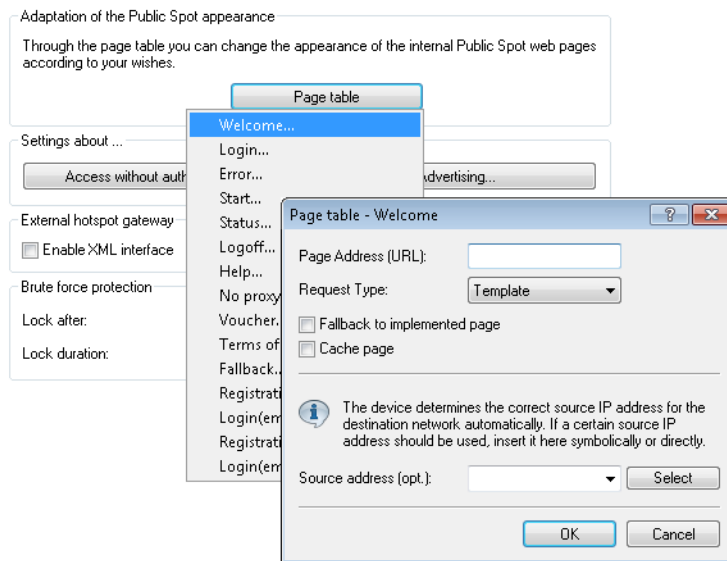 Adaptation of the Public Spot appearance
Through the page table you can change the appearance of the internal Public Spot web pages
according to your wishes.
Page table
Welcome...
Login...
Error...
Start...
Status...
Logoff...
Help...
No proxy
Voucher.
Terms of
Fallback..
Registrati
Login(em
Registrati
Login(em
Settings about ...
Access without auth
dvertising...
External hotspot gateway
Enable XML interface
Brute force protection
Lock after:
Lock duration:
Page table - Welcome
?
Page Address (URL):
Request Type:
Template
Fallback to implemented page
Cache page
The device determines the correct source IP address for the
destination network automatically. If a certain source IP
address should be used, insert it here symbolically or directly.
Source address (opt.):
Select
OK
Cancel